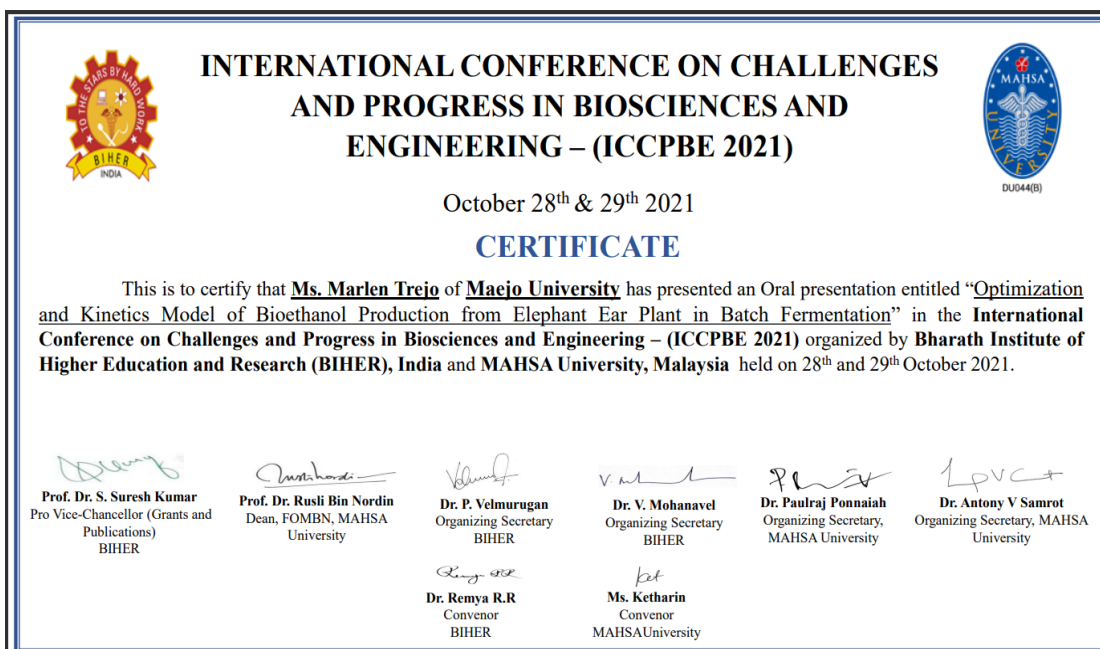 INTERNATIONAL CONFERENCE ON CHALLENGES
AND PROGRESS IN BIOSCIENCES AND
ENGINEERING – (ICCPBE 2021)
TO THE STARS BY HARD WORK
BIHER
INDIA
MAHSA
UNIVERSITY
DU044(B)
October 28th & 29th 2021
CERTIFICATE
This is to certify that Ms. Marlen Trejo of Maejo University has presented an Oral presentation entitled “Optimization
and Kinetics Model of Bioethanol Production from Elephant Ear Plant in Batch Fermentation” in the International
Conference on Challenges and Progress in Biosciences and Engineering – (ICCPBE 2021) organized by Bharath Institute of
Higher Education and Research (BIHER), India and MAHSA University, Malaysia held on 28th and 29th October 2021.
Prof. Dr. S. Suresh Kumar
Pro Vice-Chancellor (Grants and
Publications)
BIHER
Prof. Dr. Rusli Bin Nordin
Dean, FOMBN, MAHSA
University
Dr. P. Velmurugan
Organizing Secretary
BIHER
Dr. V. Mohanavel
Organizing Secretary
BIHER
Dr. Paulraj Ponnaiah
Organizing Secretary,
MAHSA University
Dr. Antony V Samrot
Organizing Secretary, MAHSA
University
Dr. Remya R.R
Convenor
BIHER
Ms. Ketharin
Convenor
MAHSAUniversity